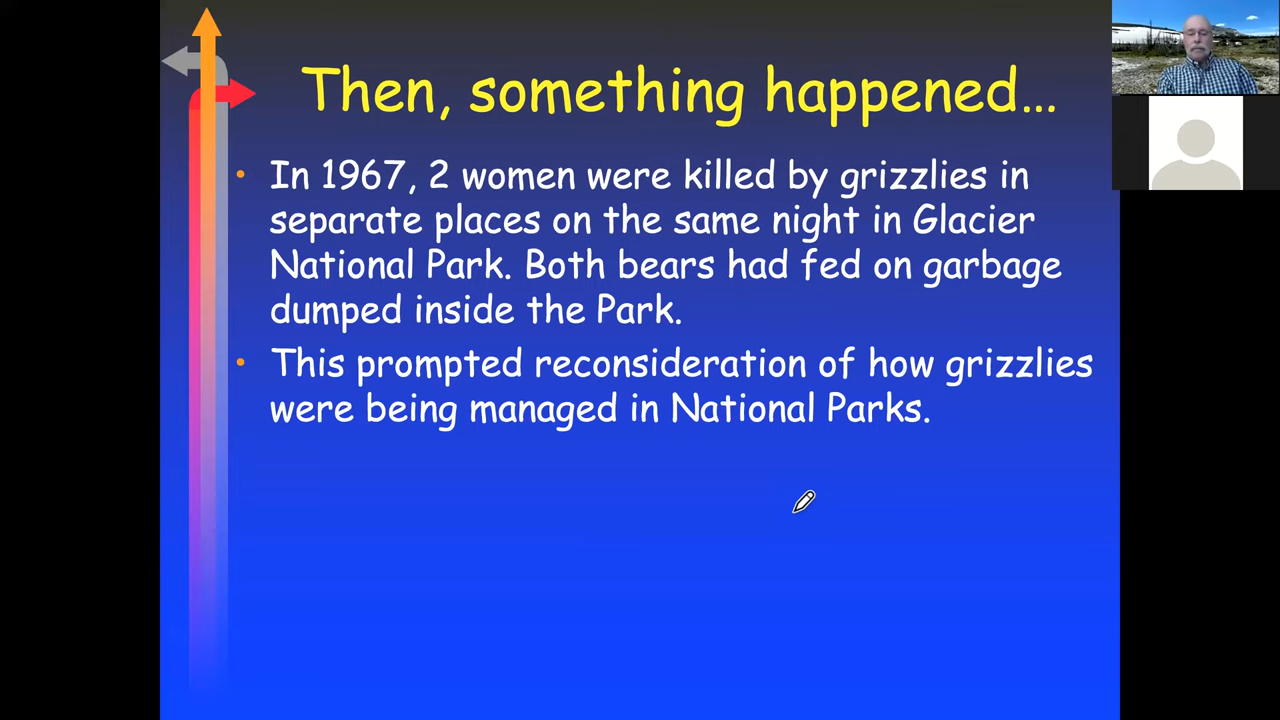 Then, something happened…
• In 1967, 2 women were killed by grizzlies in
separate places on the same night in Glacier
National Park. Both bears had fed on garbage
dumped inside the Park.
• This prompted reconsideration of how grizzlies
were being managed in National Parks.